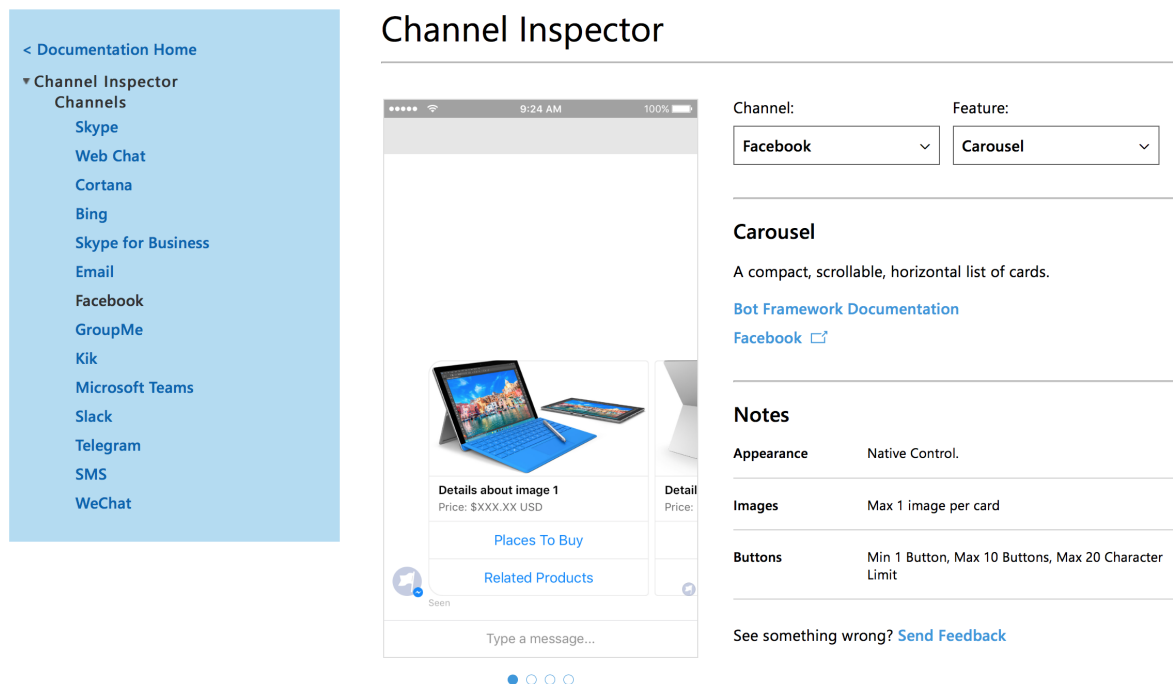 < Documentation Home
Channel Inspector
Channels
Skype
Web Chat
Cortana
Bing
Skype for Business
Email
Facebook
GroupMe
Kik
Microsoft Teams
Slack
Telegram
SMS
WeChat
Channel Inspector
9:24 AM
100%
Details about image 1
Price: $XXX.XX USD
Places To Buy
Related Products
Detail
Price:
Seen
Type a message...
Channel:
Feature:
Facebook
Carousel
Carousel
A compact, scrollable, horizontal list of cards.
Bot Framework Documentation
Facebook
Notes
Appearance
Native Control.
Images
Max 1 image per card
Buttons
Min 1 Button, Max 10 Buttons, Max 20 Character
Limit
See something wrong? Send Feedback